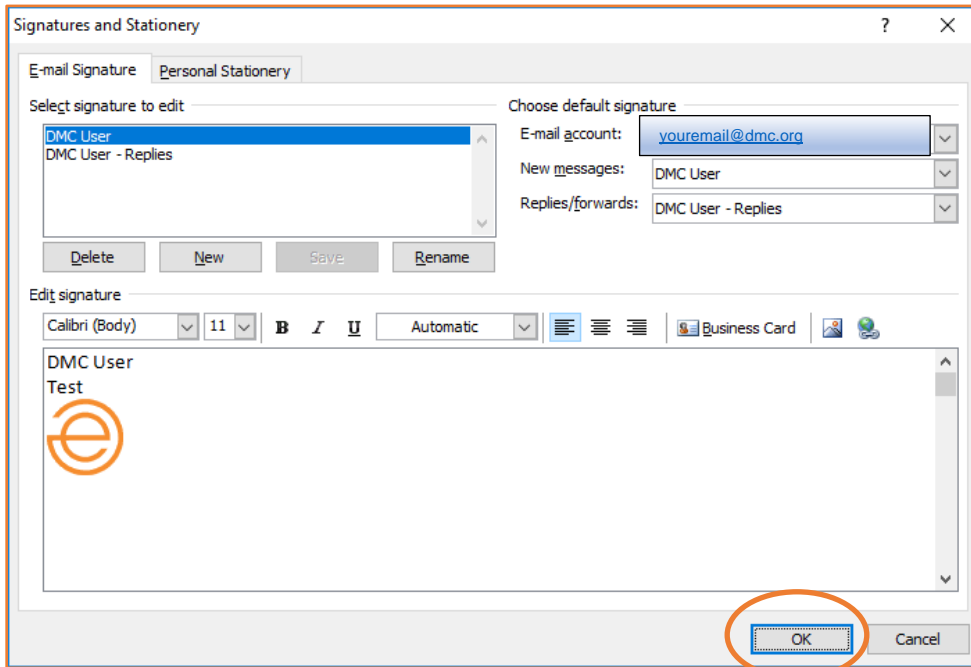 Signatures and Stationery ? 
E-mail Signature Personal Stationery
Select signature to edit
DMC User
DMC User - Replies
Delete New Save Rename
Choose default signature
E-mail account: youremail@dmc.org
New messages: DMC User
Replies/forwards: DMC User - Replies
Edit signature
Calibri (Body) 11 B I U Automatic Business Card
DMC User
Test
OK Cancel